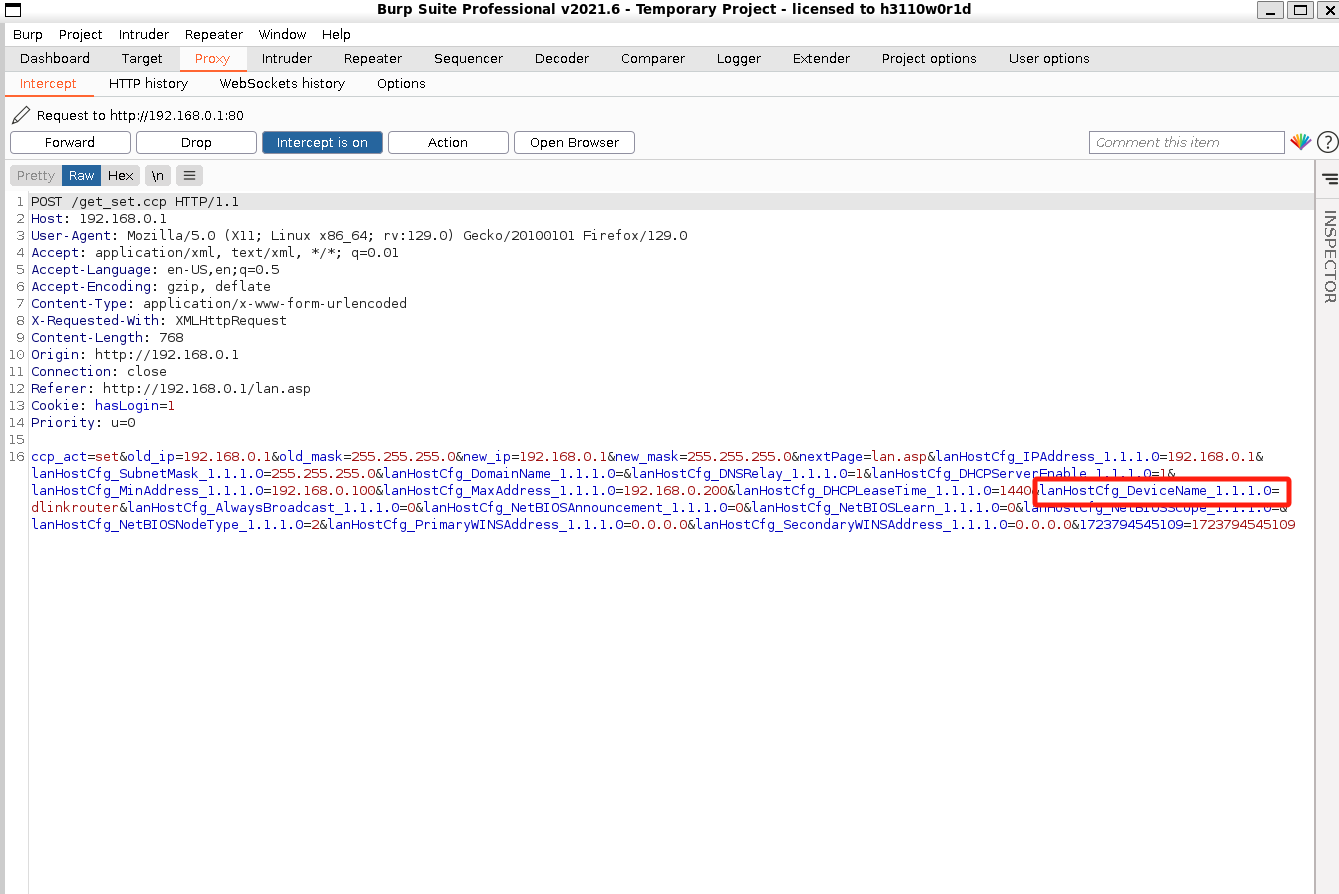 Burp Suite Professional v2021.6 - Temporary Project - licensed to h3110w0r1d
Burp Project Intruder Repeater Window Help
Dashboard Target Proxy Intruder Repeater Sequencer Decoder Comparer Logger Extender Project options User options
Intercept HTTP history WebSockets history Options
Request to http://192.168.0.1:80
Forward Drop Intercept is on Action Open Browser Comment this item ?
Pretty Raw Hex \n
INSPECTOR
1 POST /get_set.ccp HTTP/1.1
2 Host: 192.168.0.1
3 User-Agent: Mozilla/5.0 (X11; Linux x86_64; rv:129.0) Gecko/20100101 Firefox/129.0
4 Accept: application/xml, text/xml, */*; q=0.01
5 Accept-Language: en-US,en;q=0.5
6 Accept-Encoding: gzip, deflate
7 Content-Type: application/x-www-form-urlencoded
8 X-Requested-With: XMLHttpRequest
9 Content-Length: 768
10 Origin: http://192.168.0.1
11 Connection: close
12 Referer: http://192.168.0.1/lan.asp
13 Cookie: hasLogin=1
14 Priority: u=0
15
16 ccp_act=set&old_ip=192.168.0.1&old_mask=255.255.255.0&new_ip=192.168.0.1&new_mask=255.255.255.0&nextPage=lan.asp&lanHostCfg_IPAddress_1.1.1.0=192.168.0.1&
lanHostCfg_SubnetMask_1.1.1.0=255.255.255.0&lanHostCfg_DomainName_1.1.1.0=&lanHostCfg_DNSRelay_1.1.1.0=1&lanHostCfg_DHCPServerEnable_1.1.1.0=1&
lanHostCfg_MinAddress_1.1.1.0=192.168.0.100&lanHostCfg_MaxAddress_1.1.1.0=192.168.0.200&lanHostCfg_DHCPLeaseTime_1.1.1.0=1440&lanHostCfg_DeviceName_1.1.1.0=
dlinkrouter&lanHostCfg_AlwaysBroadcast_1.1.1.0=0&lanHostCfg_NetBIOSAnnouncement_1.1.1.0=0&lanHostCfg_NetBIOSLearn_1.1.1.0=0&lanHostCfg_NetBIOSScope_1.1.1.0=&
lanHostCfg_NetBIOSNodeType_1.1.1.0=2&lanHostCfg_PrimaryWINSAddress_1.1.1.0=0.0.0.0&lanHostCfg_SecondaryWINSAddress_1.1.1.0=0.0.0.0&1723794545109=1723794545109